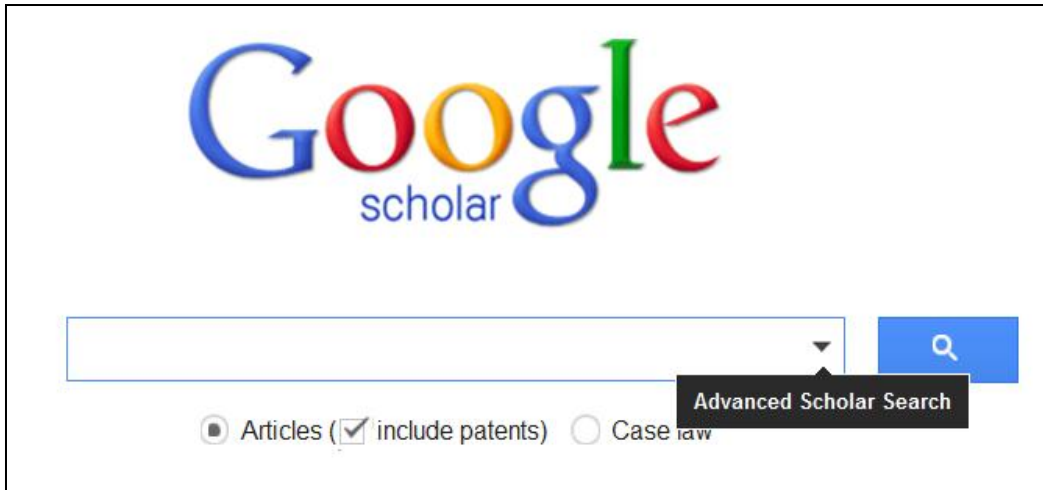 Google
scholar
Advanced Scholar Search
Articles ( include patents) Case law